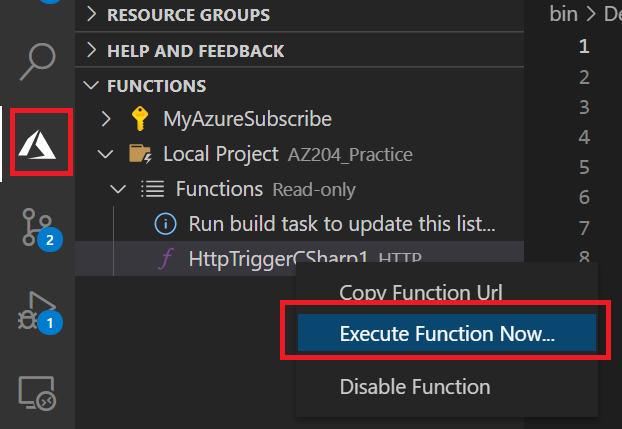 RESOURCE GROUPS
HELP AND FEEDBACK
FUNCTIONS
MyAzureSubscribe
Local Project AZ204_Practice
Functions Read-only
Run build task to update this list...
HttpTriggerCSharp1 HTTP
Copy Function Url
Execute Function Now...
Disable Function
2
1
bin >
1
2
3
4
5
6
7
8